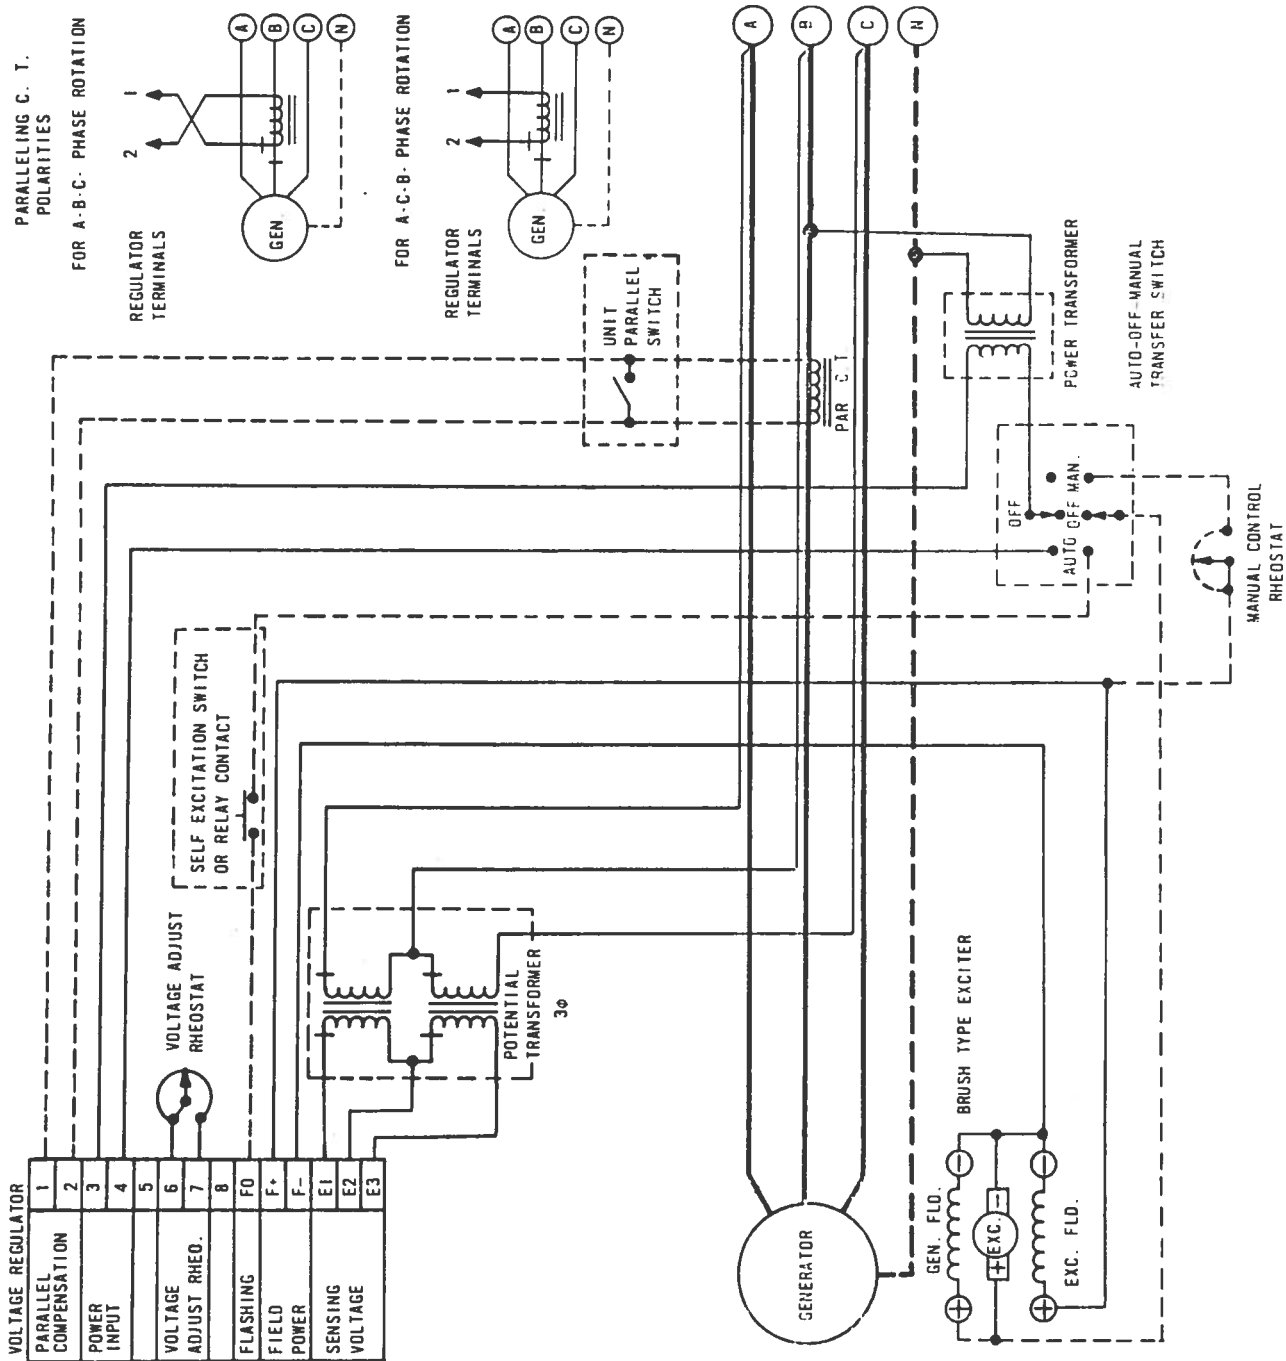 PARALLELING C. T.
POLARITIES
FOR A-B-C- PHASE ROTATION
REGULATOR
TERMINALS
1
2
GEN.
A
B
C
N
FOR A-C-B- PHASE ROTATION
REGULATOR
TERMINALS
1
2
GEN.
A
B
C
N
UNIT
PARALLEL
SWITCH
A
B
C
N
PAR C T
POWER TRANSFORMER
AUTO-OFF-MANUAL
TRANSFER SWITCH
OFF
AUTO OFF MAN.
MANUAL CONTROL
RHEOSTAT
SELF EXCITATION SWITCH
OR RELAY CONTACT
VOLTAGE ADJUST
RHEOSTAT
POTENTIAL
TRANSFORMER
3Φ
BRUSH TYPE EXCITER
VOLTAGE REGULATOR
PARALLEL
COMPENSATION
1
2
POWER
INPUT
3
4
5
VOLTAGE
ADJUST RHEO.
6
7
8
FLASHING
FO
FIELD
POWER
F+
F-
SENSING
VOLTAGE
E1
E2
E3
GENERATOR
GEN. FLD.
+
-
+ EXC. -
EXC. FLD.
+
-